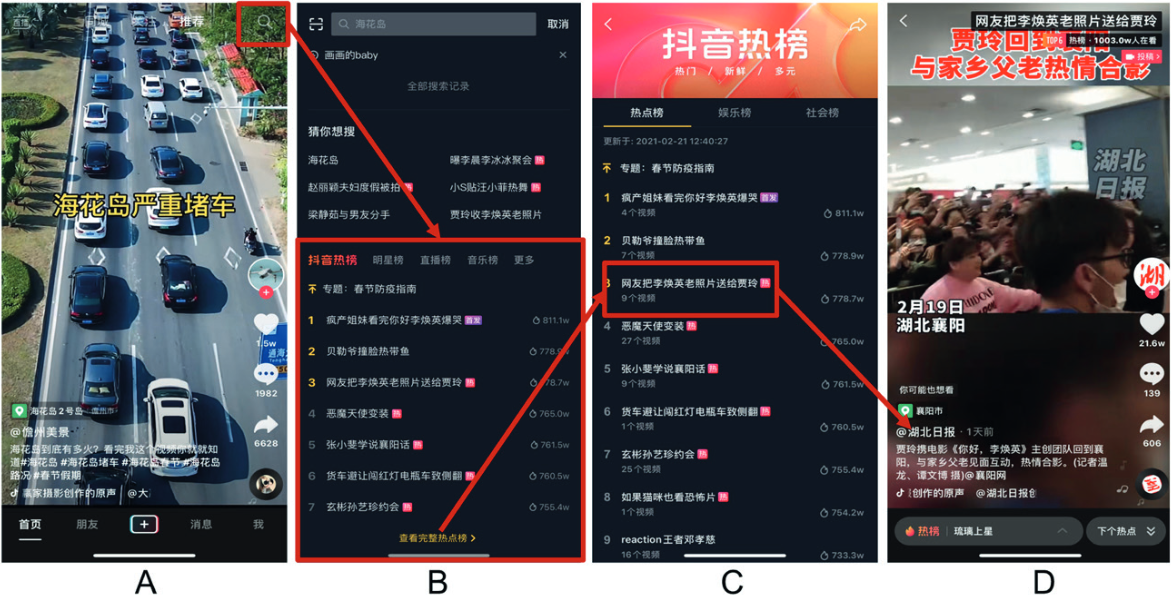 直播
关注
推荐
海花岛严重堵车
1.5w
1982
6628
海花岛2号岛·儋州市
@儋州美景·
海花岛到底有多火？看完我这个视频你就就知
道#海花岛 #海花岛堵车 #海花岛春节 #海花岛
路况 #春节假期
赢家摄影创作的原声 @大
首页
朋友
消息
我
A
海花岛
取消
画画的baby
全部搜索记录
猜你想搜
海花岛
曝李晨李冰冰聚会 热
赵丽颖夫妇度假被拍 热
小S贴汪小菲热舞 热
梁静茹与男友分手
贾玲收李焕英老照片
抖音热榜 明星榜 直播榜 音乐榜 更多
专题：春节防疫指南
1 疯产姐妹看完你好李焕英爆哭 首发 811.1w
2 贝勒爷撞脸热带鱼 778.9w
3 网友把李焕英老照片送给贾玲 热 778.7w
4 恶魔天使变装 热 765.0w
5 张小斐学说襄阳话 热 761.5w
6 货车避让闯红灯电瓶车致侧翻 热 760.5w
7 玄彬孙艺珍约会 热 755.4w
查看完整热点榜
B
抖音热榜
热门 / 新鲜 / 多元
热点榜 娱乐榜 社会榜
更新于: 2021-02-21 12:40:27
专题：春节防疫指南
1 疯产姐妹看完你好李焕英爆哭 首发
4个视频 811.1w
2 贝勒爷撞脸热带鱼
7个视频 778.9w
3 网友把李焕英老照片送给贾玲 热
9个视频 778.7w
4 恶魔天使变装 热
27个视频 765.0w
5 张小斐学说襄阳话 热
9个视频 761.5w
6 货车避让闯红灯电瓶车致侧翻 热
1个视频 760.5w
7 玄彬孙艺珍约会 热
25个视频 755.4w
8 如果猫咪也看恐怖片 热
1个视频 754.2w
9 reaction王者邓孝慈
16个视频 733.3w
C
网友把李焕英老照片送给贾玲
TOP6 热榜·1003.0w人在看
投稿
贾玲回到襄阳
与家乡父老热情合影
湖北
日报
湖
2月19日
湖北襄阳
21.6w
139
606
你可能也想看
襄阳市
@湖北日报·1天前
贾玲携电影《你好，李焕英》主创团队回到襄
阳，与家乡父老见面互动，热情合影。(记者温
龙、谭文博 摄)@襄阳网
创作的原声 @湖北日报创
热榜 琉璃上星
下个热点
D